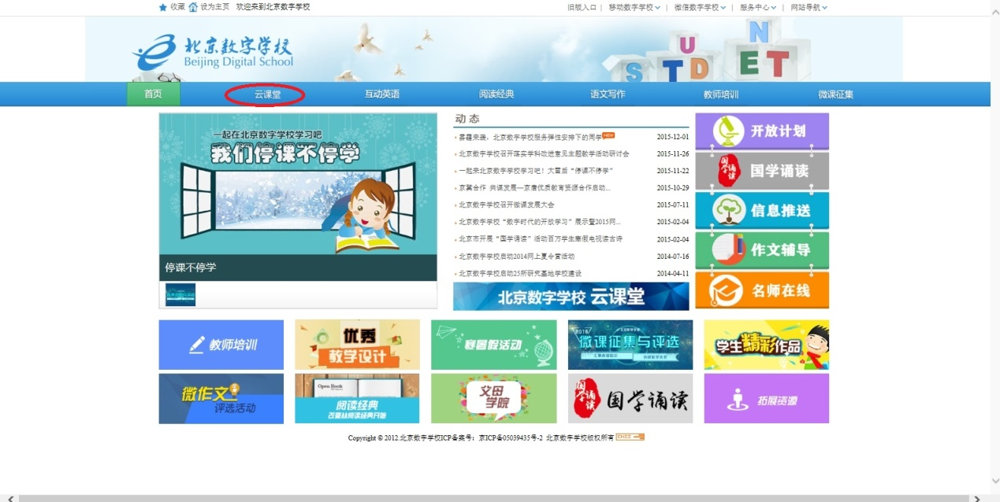 收藏 设为主页 欢迎来到北京数字学校
旧版入口 | 移动数字学校 | 微信数字学校 | 服务中心 | 网站导航
北京数字学校
Beijing Digital School
S T U D E N T
首页 云课堂 互动英语 阅读经典 语文写作 教师培训 微课征集
一起在北京数字学校学习吧
我们停课不停学
停课不停学
动态
雾霾来袭，北京数字学校服务弹性安排下的同学 NEW 2015-12-01
北京数字学校召开落实学科改进意见主题教学活动研讨会 2015-11-26
一起来北京数字学校学习吧！大雪后“停课不停学” 2015-11-22
京冀合作 共谋发展—京唐优质教育资源合作启动... 2015-10-29
北京数字学校召开微课发展大会 2015-07-11
北京数字学校“数字时代的开放学习”展示暨2015网... 2015-02-04
北京市开展“国学诵读”活动百万学生寒假电视读古诗 2015-02-04
北京数字学校启动2014网上夏令营活动 2014-07-16
北京数字学校启动25所研究基地学校建设 2014-04-11
北京数字学校 云课堂
开放计划
国学诵读 国学诵读
信息推送
作文辅导
名师在线
教师培训
优秀
教学设计
寒暑假活动
2016
微课征集与评选
学生精彩作品
微作文
评选活动
Open Book
阅读经典
改变从阅读经典开始
父母
学院
国学诵读 国学诵读
拓展资源
Copyright © 2012.北京数字学校ICP备案号：京ICP备05039435号-2 北京数字学校版权所有